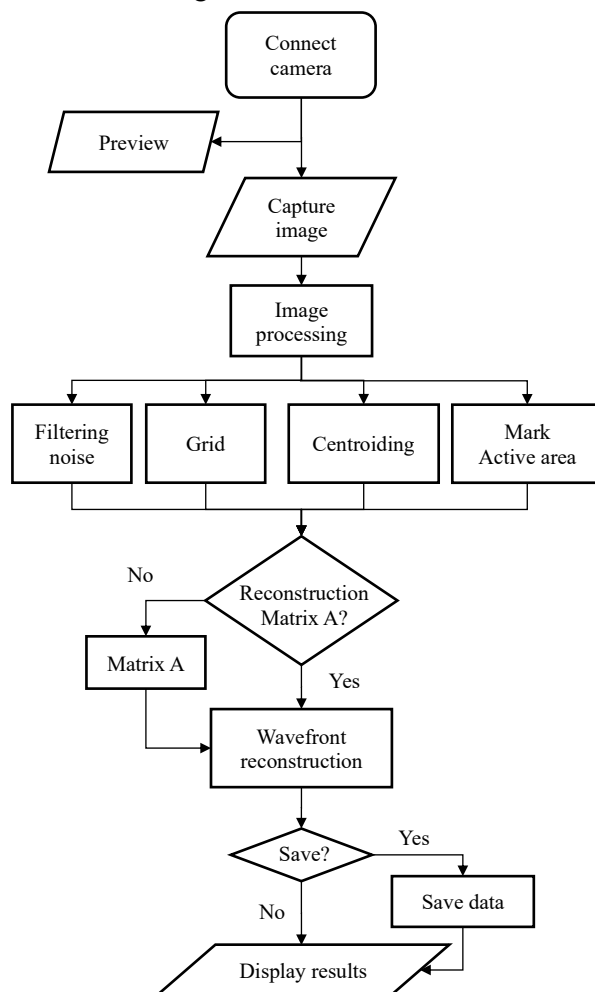 Connect
camera
Preview
Capture
image
Image
processing
Filtering
noise
Grid
Centroiding
Mark
Active area
No
Reconstruction
Matrix A?
Matrix A
Yes
Wavefront
reconstruction
Save?
Yes
Save data
No
Display results